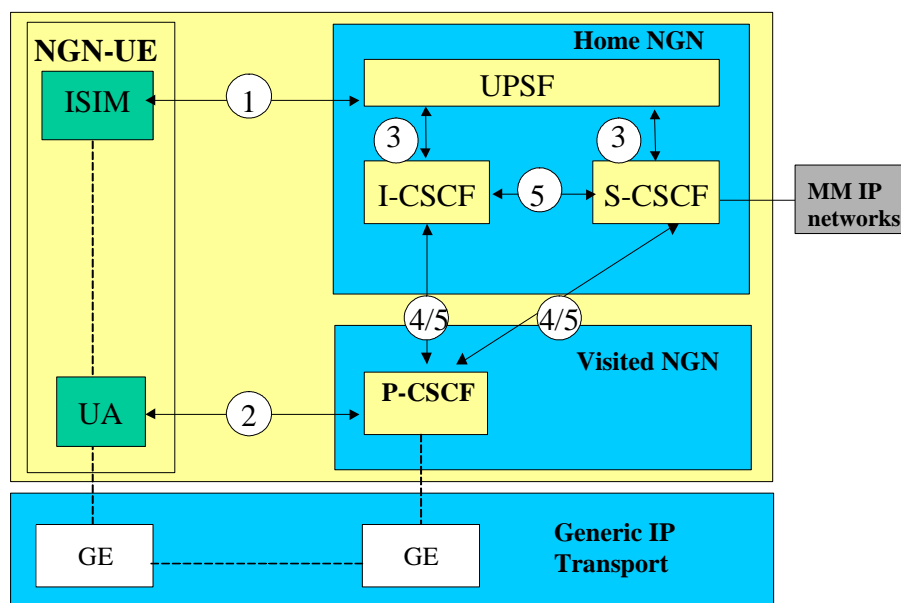 Home NGN
NGN-UE
ISIM
1
UPSF
3
3
I-CSCF
5
S-CSCF
MM IP
networks
4/5
4/5
Visited NGN
P-CSCF
UA
2
GE
GE
Generic IP
Transport